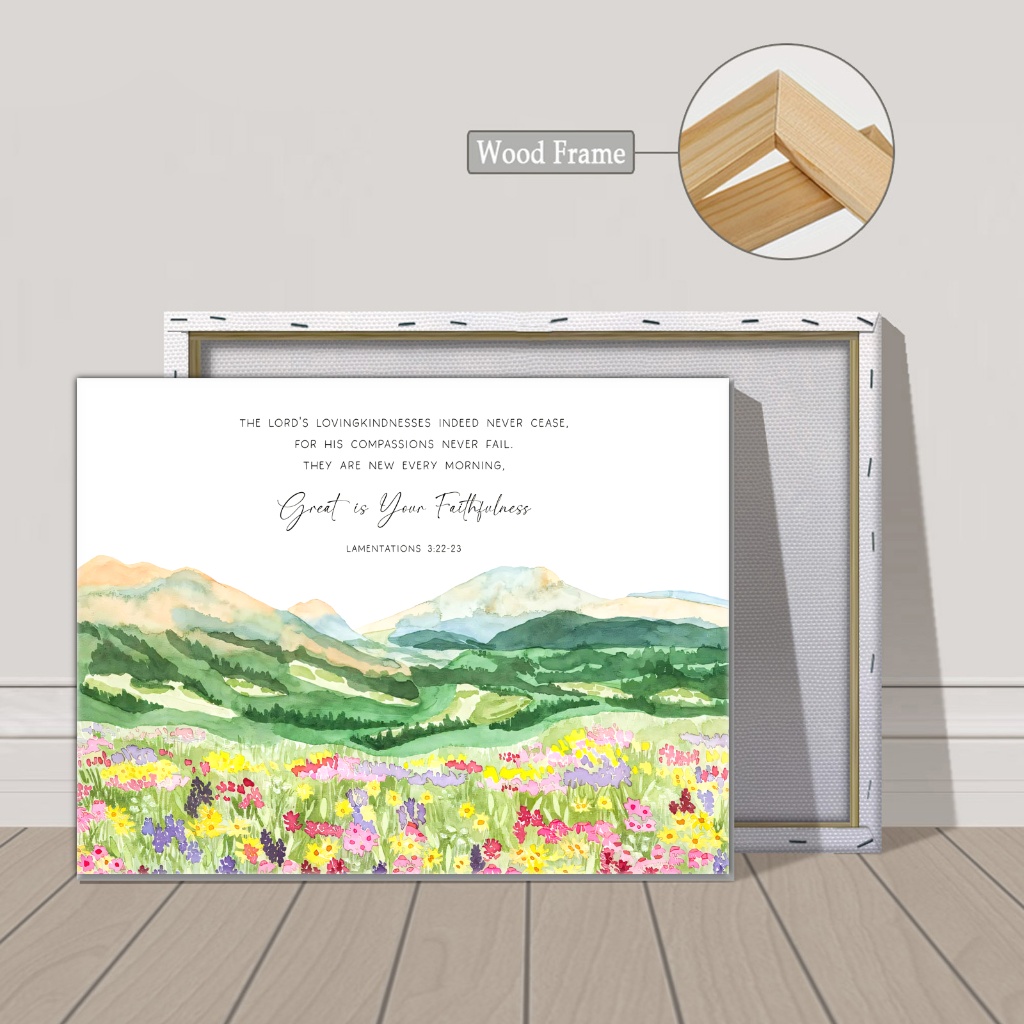 Wood Frame
THE LORD'S LOVINGKINDNESSES INDEED NEVER CEASE,
FOR HIS COMPASSIONS NEVER FAIL.
THEY ARE NEW EVERY MORNING,
Great is Your Faithfulness
LAMENTATIONS 3:22-23